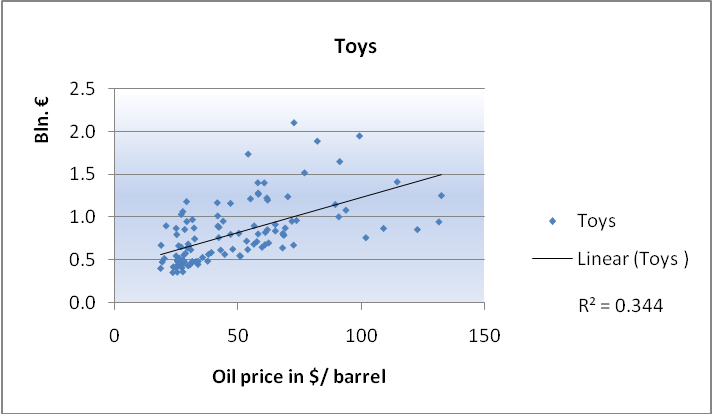 Toys
Bln. €
2.5
2.0
1.5
1.0
0.5
0.0
0
50
100
150
Oil price in $/ barrel
Toys
Linear (Toys )
R² = 0.344